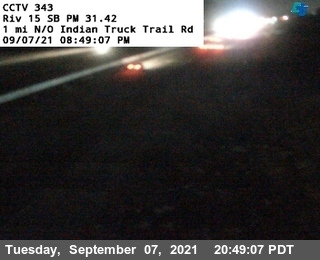 CCTV 343
Riv 15 SB PM 31.42
1 mi N/O Indian Truck Trail Rd
09/07/21 08:49:07 PM
Tuesday, September 07, 2021 20:49:07 PDT